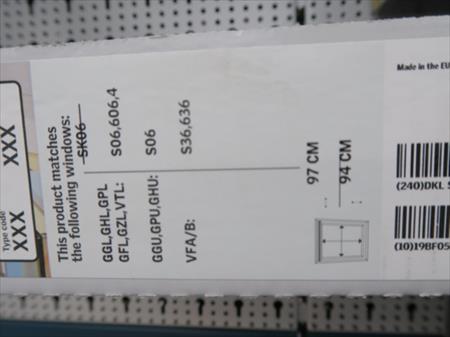 Type code
XXX
XXX
This product matches
the following windows:
SK06
GGL,GHL,GPL
GFL,GZL,VTL:
S06,606,4
GGU,GPU,GHU:
S06
VFA/B:
S36,636
97 CM
94 CM
Made in the EU
(240)DKL S
(10)19BF05